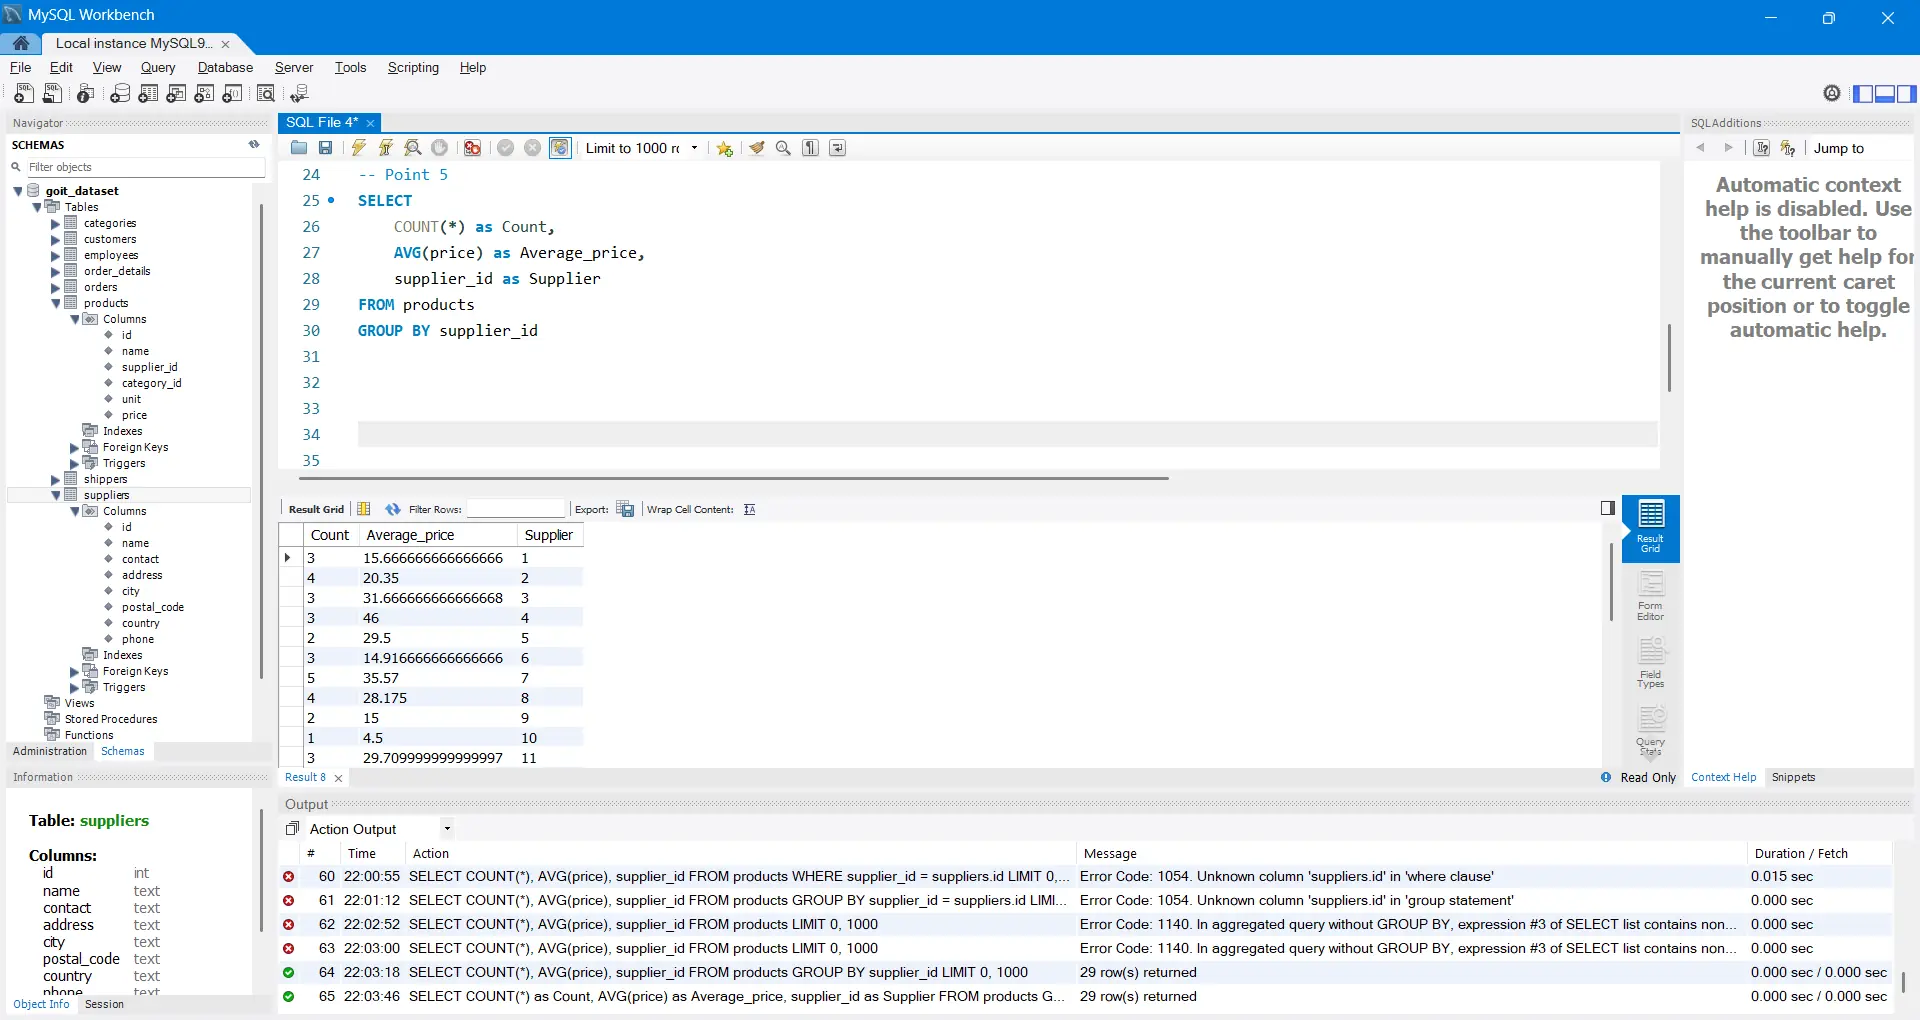 MySQL Workbench
Local instance MySQL9...
File Edit View Query Database Server Tools Scripting Help
Navigator
SCHEMAS
Filter objects
goit_dataset
Tables
categories
customers
employees
order_details
orders
products
Columns
id
name
supplier_id
category_id
unit
price
Indexes
Foreign Keys
Triggers
shippers
suppliers
Columns
id
name
contact
address
city
postal_code
country
phone
Indexes
Foreign Keys
Triggers
Views
Stored Procedures
Functions
Administration Schemas
Information
Table: suppliers
Columns:
id int
name text
contact text
address text
city text
postal_code text
country text
phone text
Object Info Session
SQL File 4*
Limit to 1000 rc
24 -- Point 5
25 SELECT
26 COUNT(*) as Count,
27 AVG(price) as Average_price,
28 supplier_id as Supplier
29 FROM products
30 GROUP BY supplier_id
31
32
33
34
35
Result Grid Filter Rows: Export: Wrap Cell Content:
Count Average_price Supplier
3 15.666666666666666 1
4 20.35 2
3 31.666666666666668 3
3 46 4
2 29.5 5
3 14.916666666666666 6
5 35.57 7
4 28.175 8
2 15 9
1 4.5 10
3 29.709999999999997 11
Result Grid
Form Editor
Field Types
Query Stats
Result 8
Read Only
SQLAdditions
Jump to
Automatic context
help is disabled. Use
the toolbar to
manually get help for
the current caret
position or to toggle
automatic help.
Context Help Snippets
Output
Action Output
# Time Action Message Duration / Fetch
60 22:00:55 SELECT COUNT(*), AVG(price), supplier_id FROM products WHERE supplier_id = suppliers.id LIMIT 0,... Error Code: 1054. Unknown column 'suppliers.id' in 'where clause' 0.015 sec
61 22:01:12 SELECT COUNT(*), AVG(price), supplier_id FROM products GROUP BY supplier_id = suppliers.id LIMI... Error Code: 1054. Unknown column 'suppliers.id' in 'group statement' 0.000 sec
62 22:02:52 SELECT COUNT(*), AVG(price), supplier_id FROM products LIMIT 0, 1000 Error Code: 1140. In aggregated query without GROUP BY, expression #3 of SELECT list contains non... 0.000 sec
63 22:03:00 SELECT COUNT(*), AVG(price), supplier_id FROM products LIMIT 0, 1000 Error Code: 1140. In aggregated query without GROUP BY, expression #3 of SELECT list contains non... 0.000 sec
64 22:03:18 SELECT COUNT(*), AVG(price), supplier_id FROM products GROUP BY supplier_id LIMIT 0, 1000 29 row(s) returned 0.000 sec / 0.000 sec
65 22:03:46 SELECT COUNT(*) as Count, AVG(price) as Average_price, supplier_id as Supplier FROM products G... 29 row(s) returned 0.000 sec / 0.000 sec